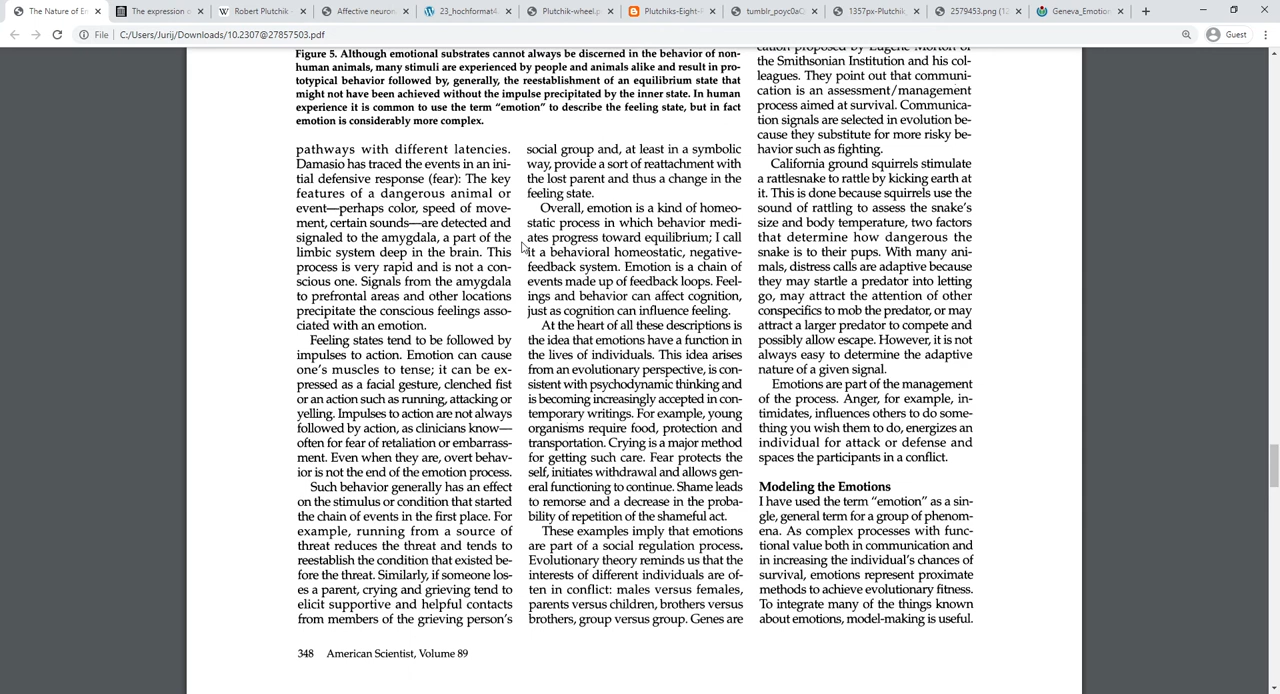 The Nature of Em
The expression o
Robert Plutchik -
Affective neuron
23_hochformat4
Plutchik-wheel.p
Plutchiks-Eight-F
tumblr_poyc0aC
1357px-Plutchik_
2579453.png (12
Geneva_Emotion
File
C:/Users/Jurij/Downloads/10.2307@27857503.pdf
Guest
Figure 5. Although emotional substrates cannot always be discerned in the behavior of non-
human animals, many stimuli are experienced by people and animals alike and result in pro-
totypical behavior followed by, generally, the reestablishment of an equilibrium state that
might not have been achieved without the impulse precipitated by the inner state. In human
experience it is common to use the term “emotion” to describe the feeling state, but in fact
emotion is considerably more complex.
pathways with different latencies.
Damasio has traced the events in an ini-
tial defensive response (fear): The key
features of a dangerous animal or
event—perhaps color, speed of move-
ment, certain sounds—are detected and
signaled to the amygdala, a part of the
limbic system deep in the brain. This
process is very rapid and is not a con-
scious one. Signals from the amygdala
to prefrontal areas and other locations
precipitate the conscious feelings asso-
ciated with an emotion.
Feeling states tend to be followed by
impulses to action. Emotion can cause
one’s muscles to tense; it can be ex-
pressed as a facial gesture, clenched fist
or an action such as running, attacking or
yelling. Impulses to action are not always
followed by action, as clinicians know—
often for fear of retaliation or embarrass-
ment. Even when they are, overt behav-
ior is not the end of the emotion process.
Such behavior generally has an effect
on the stimulus or condition that started
the chain of events in the first place. For
example, running from a source of
threat reduces the threat and tends to
reestablish the condition that existed be-
fore the threat. Similarly, if someone los-
es a parent, crying and grieving tend to
elicit supportive and helpful contacts
from members of the grieving person’s
social group and, at least in a symbolic
way, provide a sort of reattachment with
the lost parent and thus a change in the
feeling state.
Overall, emotion is a kind of homeo-
static process in which behavior medi-
ates progress toward equilibrium; I call
it a behavioral homeostatic, negative-
feedback system. Emotion is a chain of
events made up of feedback loops. Feel-
ings and behavior can affect cognition,
just as cognition can influence feeling.
At the heart of all these descriptions is
the idea that emotions have a function in
the lives of individuals. This idea arises
from an evolutionary perspective, is con-
sistent with psychodynamic thinking and
is becoming increasingly accepted in con-
temporary writings. For example, young
organisms require food, protection and
transportation. Crying is a major method
for getting such care. Fear protects the
self, initiates withdrawal and allows gen-
eral functioning to continue. Shame leads
to remorse and a decrease in the proba-
bility of repetition of the shameful act.
These examples imply that emotions
are part of a social regulation process.
Evolutionary theory reminds us that the
interests of different individuals are of-
ten in conflict: males versus females,
parents versus children, brothers versus
brothers, group versus group. Genes are
cation proposed by Eugene Morton of
the Smithsonian Institution and his col-
leagues. They point out that communi-
cation is an assessment/management
process aimed at survival. Communica-
tion signals are selected in evolution be-
cause they substitute for more risky be-
havior such as fighting.
California ground squirrels stimulate
a rattlesnake to rattle by kicking earth at
it. This is done because squirrels use the
sound of rattling to assess the snake’s
size and body temperature, two factors
that determine how dangerous the
snake is to their pups. With many ani-
mals, distress calls are adaptive because
they may startle a predator into letting
go, may attract the attention of other
conspecifics to mob the predator, or may
attract a larger predator to compete and
possibly allow escape. However, it is not
always easy to determine the adaptive
nature of a given signal.
Emotions are part of the management
of the process. Anger, for example, in-
timidates, influences others to do some-
thing you wish them to do, energizes an
individual for attack or defense and
spaces the participants in a conflict.
Modeling the Emotions
I have used the term “emotion” as a sin-
gle, general term for a group of phenom-
ena. As complex processes with func-
tional value both in communication and
in increasing the individual’s chances of
survival, emotions represent proximate
methods to achieve evolutionary fitness.
To integrate many of the things known
about emotions, model-making is useful.
348 American Scientist, Volume 89